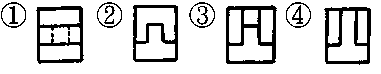 ① ② ③ ④